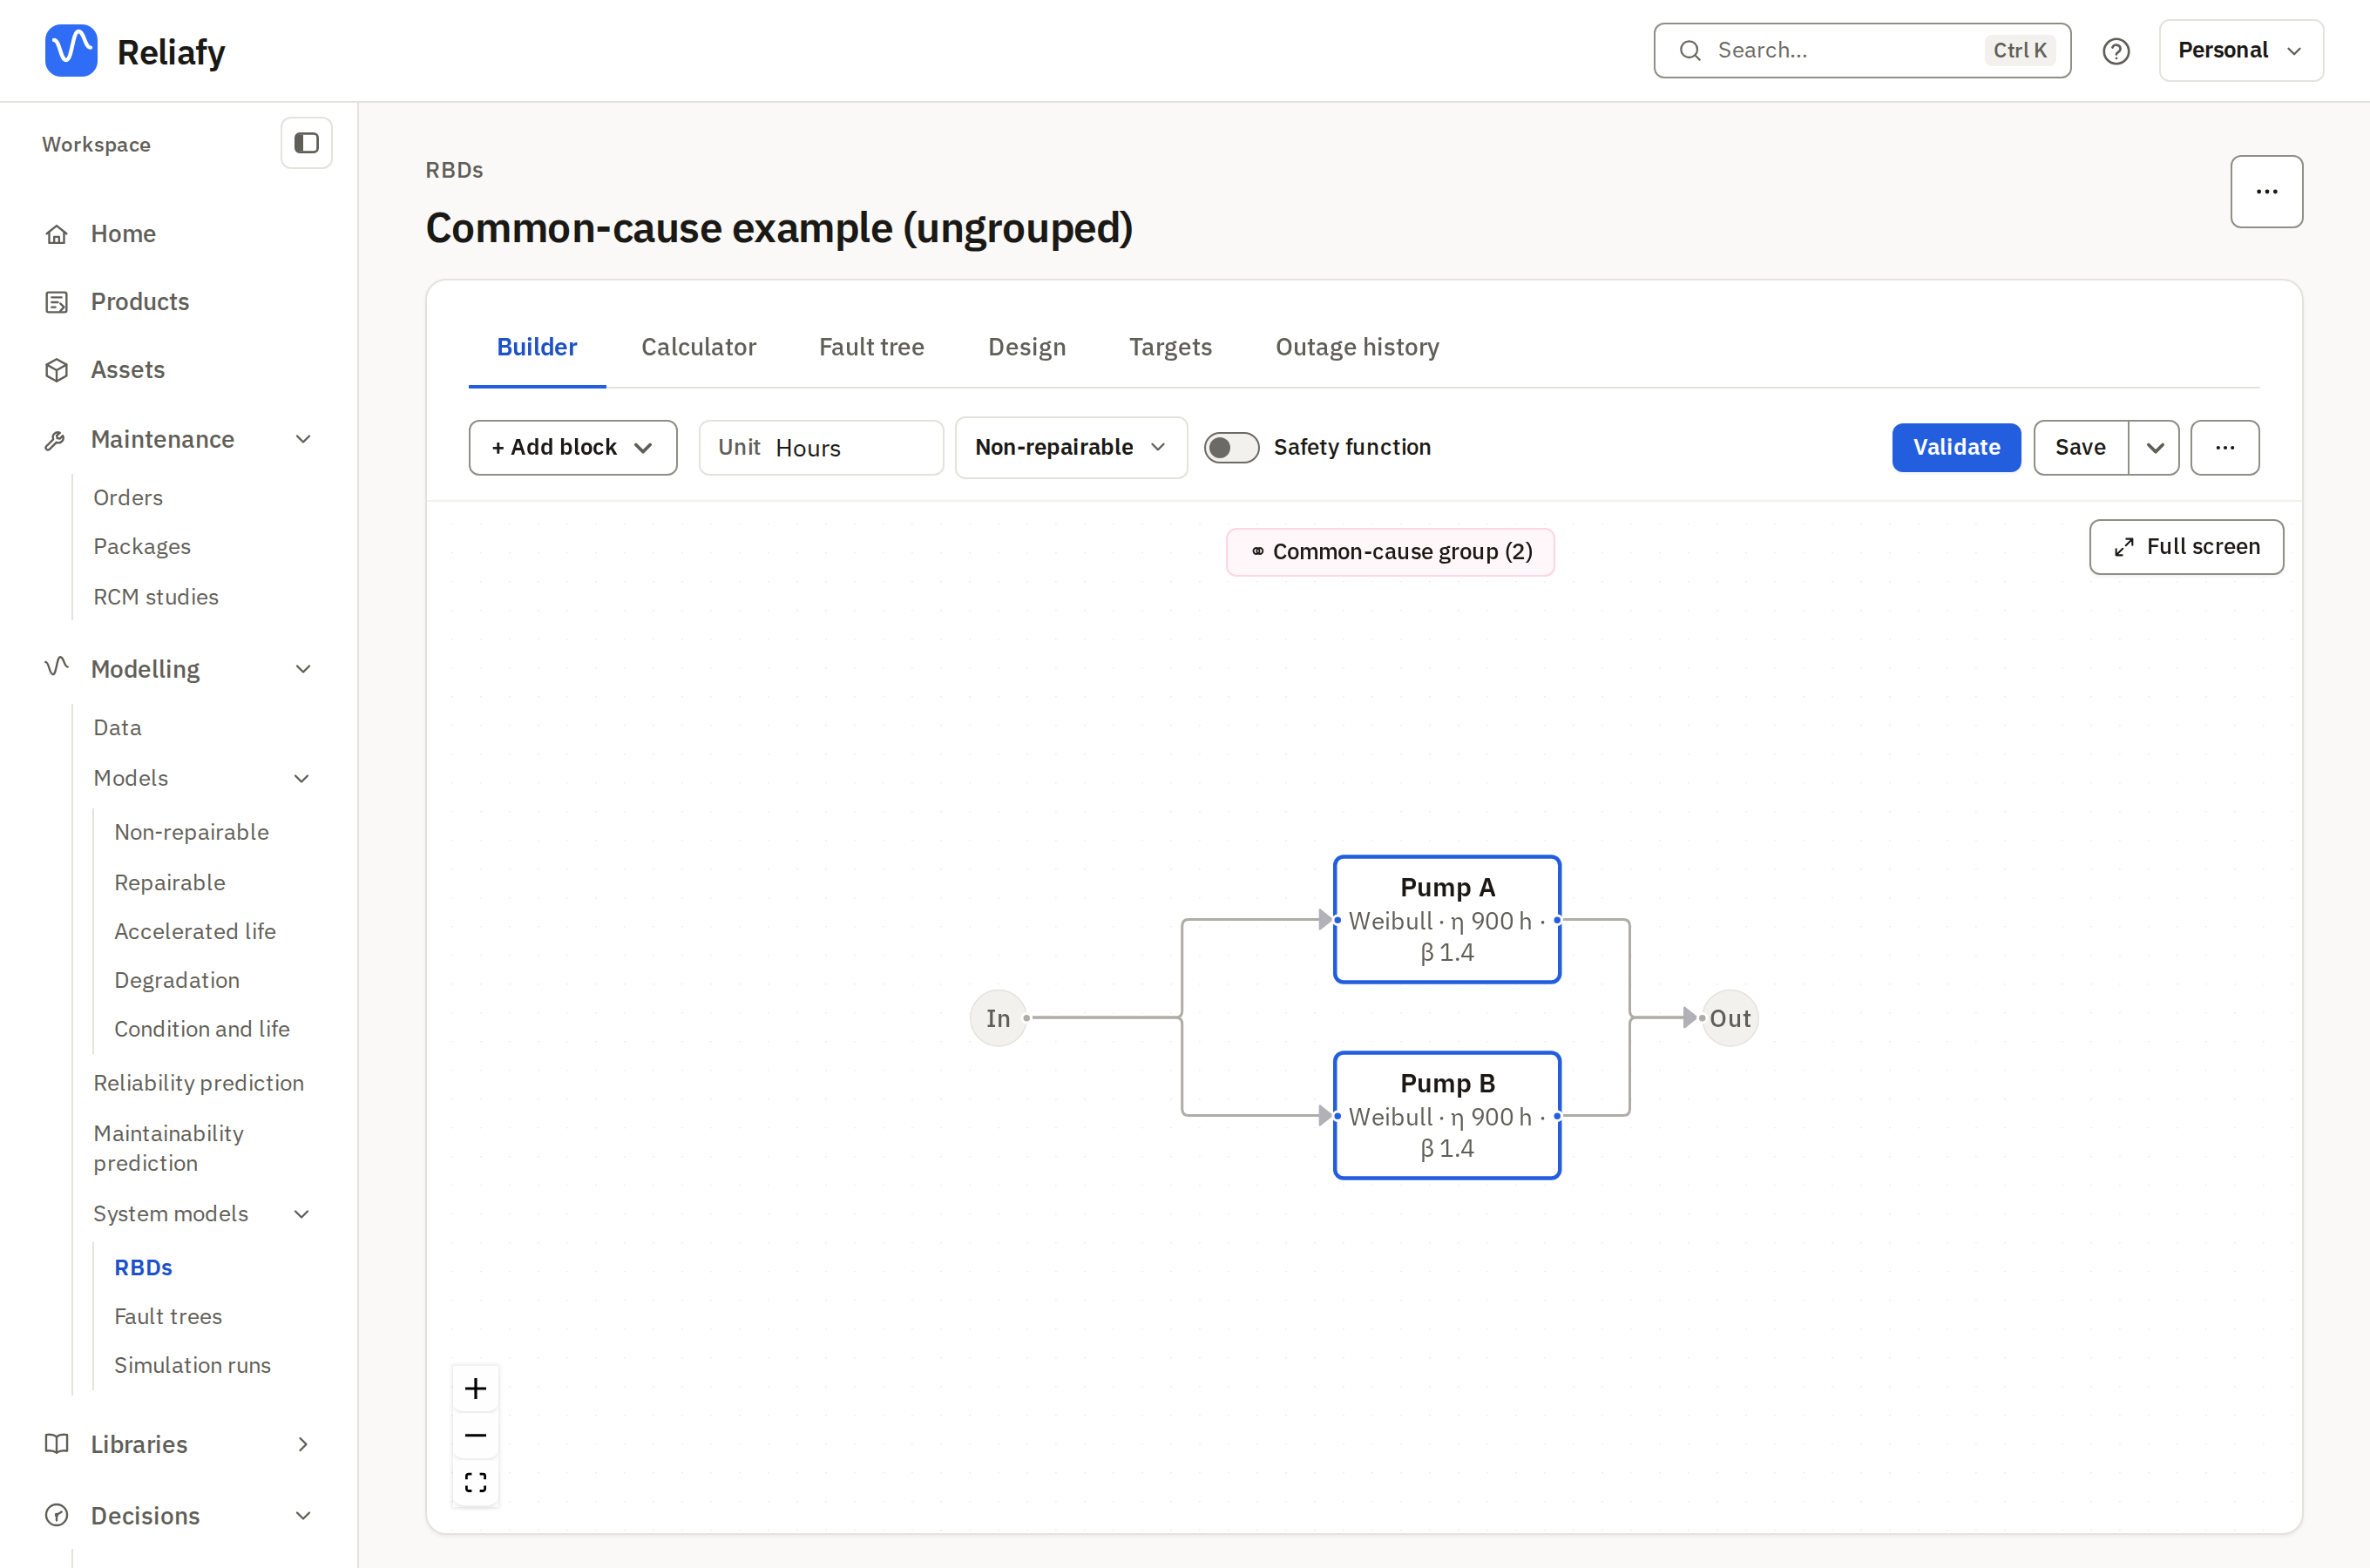 Reliafy
Search...
Ctrl K
Personal
Workspace
Home
Products
Assets
Maintenance
Orders
Packages
RCM studies
Modelling
Data
Models
Non-repairable
Repairable
Accelerated life
Degradation
Condition and life
Reliability prediction
Maintainability
prediction
System models
RBDs
Fault trees
Simulation runs
Libraries
Decisions
RBDs
Common-cause example (ungrouped)
Builder
Calculator
Fault tree
Design
Targets
Outage history
+ Add block
Unit Hours
Non-repairable
Safety function
Validate
Save
Common-cause group (2)
Full screen
Pump A
Weibull · η 900 h ·
β 1.4
In
Out
Pump B
Weibull · η 900 h ·
β 1.4